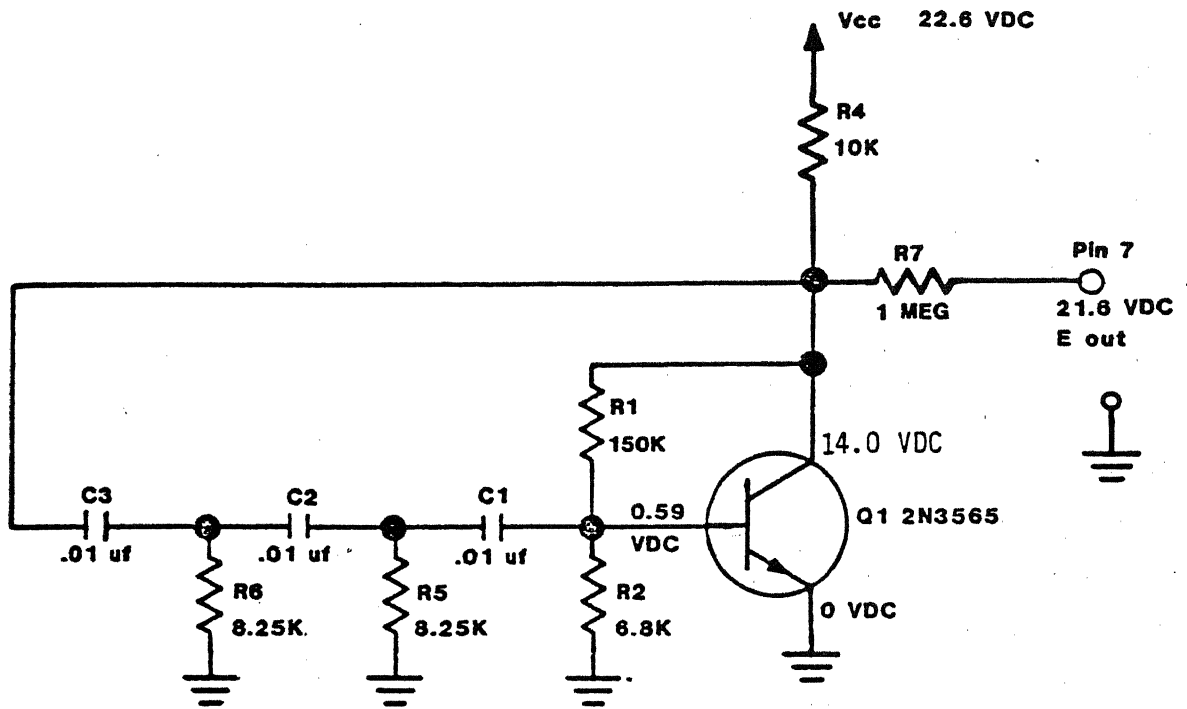 Vcc 22.6 VDC
R4
10K
R7
1 MEG
Pin 7
21.6 VDC
E out
R1
150K
14.0 VDC
C3
.01 uf
C2
.01 uf
C1
.01 uf
0.59
VDC
Q1 2N3565
R6
8.25K
R5
8.25K
R2
6.8K
0 VDC